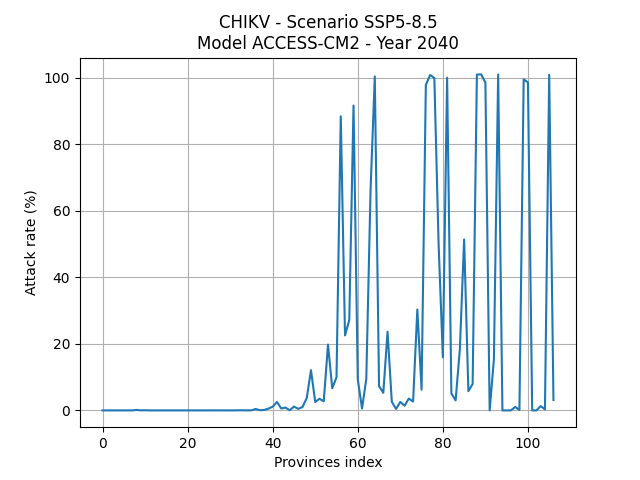 CHIKV - Scenario SSP5-8.5
Model ACCESS-CM2 - Year 2040
Attack rate (%)
100
80
60
40
20
0
0 20 40 60 80 100
Provinces index